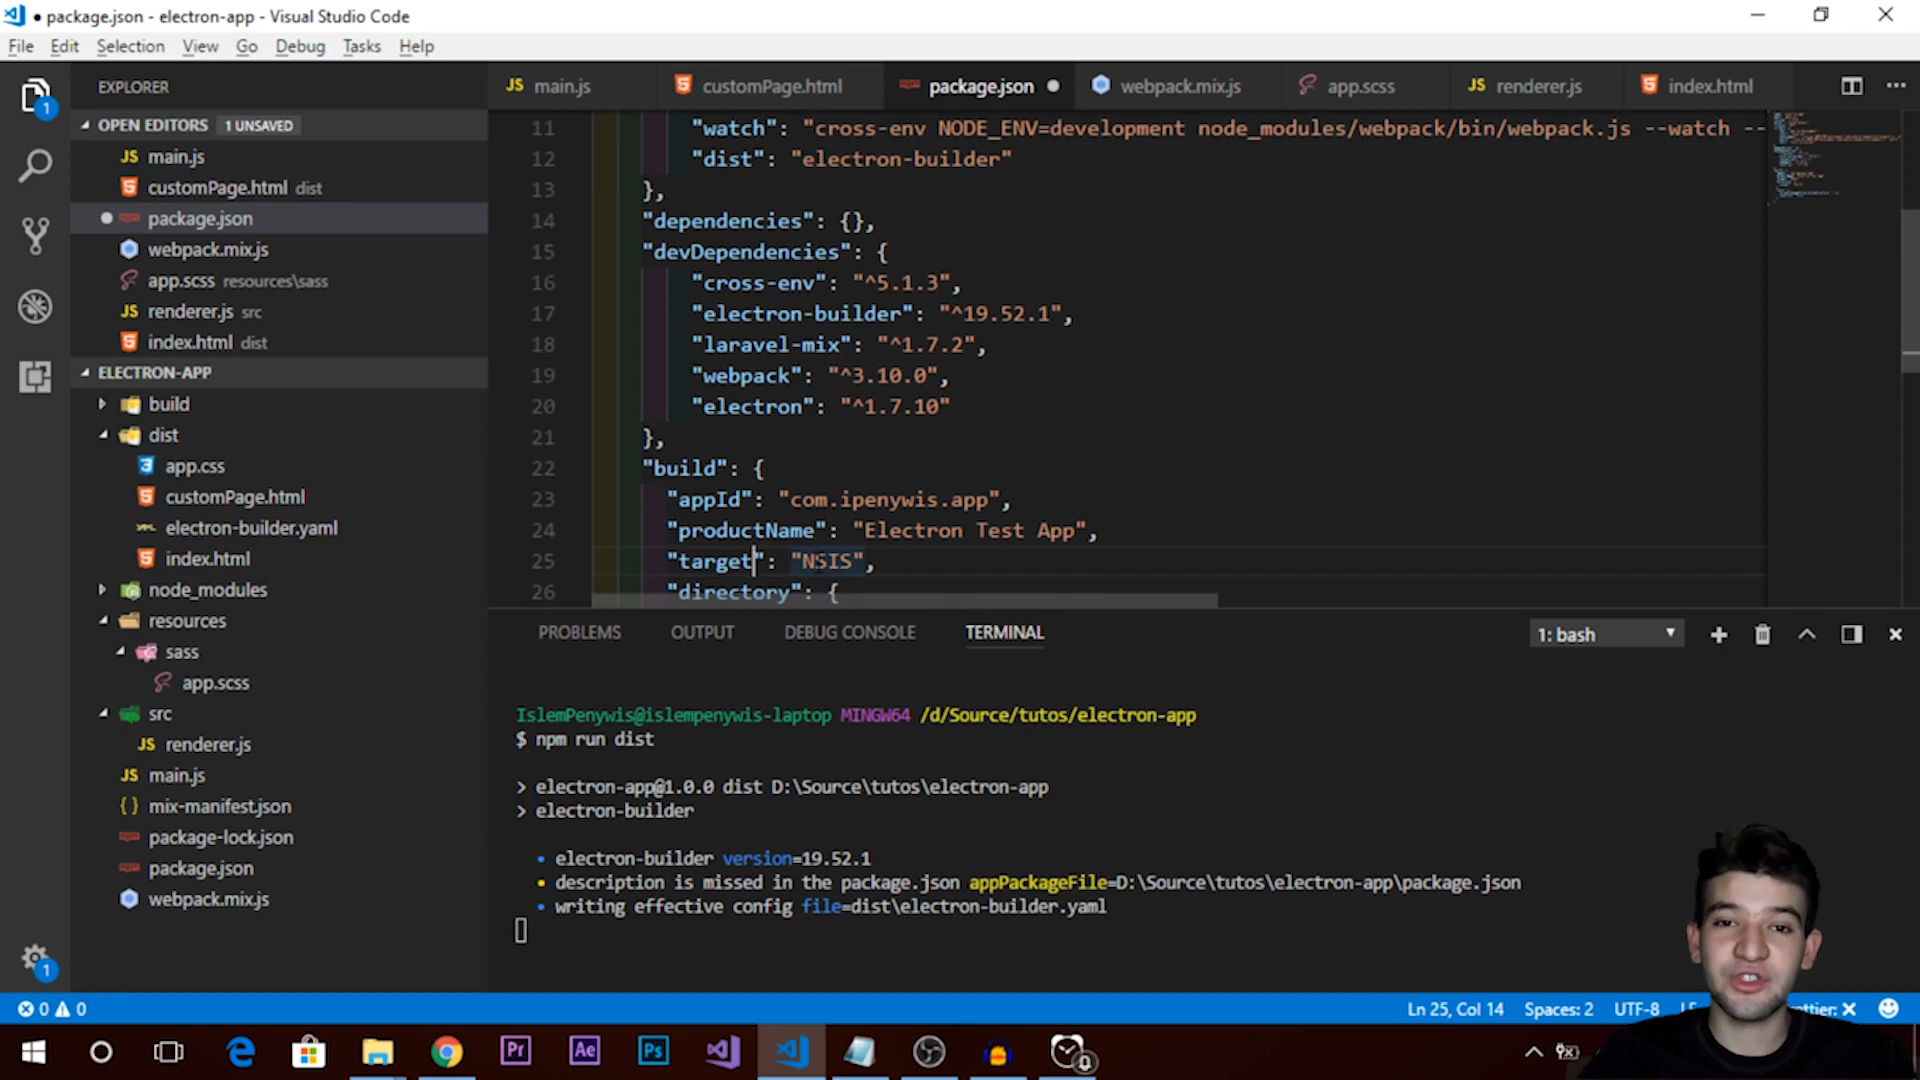 ● package.json - electron-app - Visual Studio Code
File Edit Selection View Go Debug Tasks Help
EXPLORER
OPEN EDITORS 1 UNSAVED
main.js
customPage.html dist
package.json
webpack.mix.js
app.scss resources\sass
renderer.js src
index.html dist
ELECTRON-APP
build
dist
app.css
customPage.html
electron-builder.yaml
index.html
node_modules
resources
sass
app.scss
src
renderer.js
main.js
mix-manifest.json
package-lock.json
package.json
webpack.mix.js
1
1
JS main.js customPage.html package.json ● webpack.mix.js app.scss JS renderer.js index.html
11 "watch": "cross-env NODE_ENV=development node_modules/webpack/bin/webpack.js --watch --
12 "dist": "electron-builder"
13 },
14 "dependencies": {},
15 "devDependencies": {
16 "cross-env": "^5.1.3",
17 "electron-builder": "^19.52.1",
18 "laravel-mix": "^1.7.2",
19 "webpack": "^3.10.0",
20 "electron": "^1.7.10"
21 },
22 "build": {
23 "appId": "com.ipenywis.app",
24 "productName": "Electron Test App",
25 "target": "NSIS",
26 "directory": {
PROBLEMS OUTPUT DEBUG CONSOLE TERMINAL 1: bash
IslemPenywis@islempenywis-laptop MINGW64 /d/Source/tutos/electron-app
$ npm run dist
> electron-app@1.0.0 dist D:\Source\tutos\electron-app
> electron-builder
• electron-builder version=19.52.1
• description is missed in the package.json appPackageFile=D:\Source\tutos\electron-app\package.json
• writing effective config file=dist\electron-builder.yaml
0 0 Ln 25, Col 14 Spaces: 2 UTF-8
Pr Ae Ps